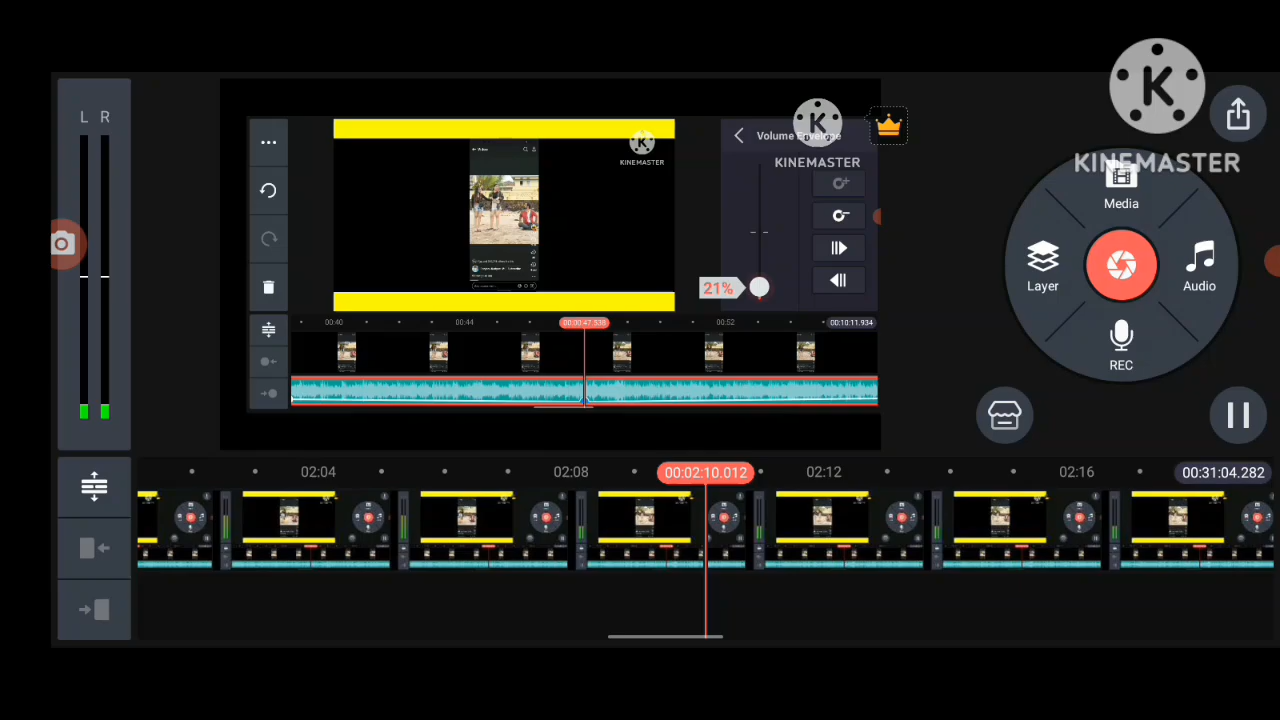 L R
Volume Envelope
KINEMASTER
KINEMASTER
KINEMASTER
Media
Layer
Audio
REC
21%
00:40
00:44
00:00:47.538
00:52
00:10:11.934
02:04
02:08
00:02:10.012
02:12
02:16
00:31:04.282